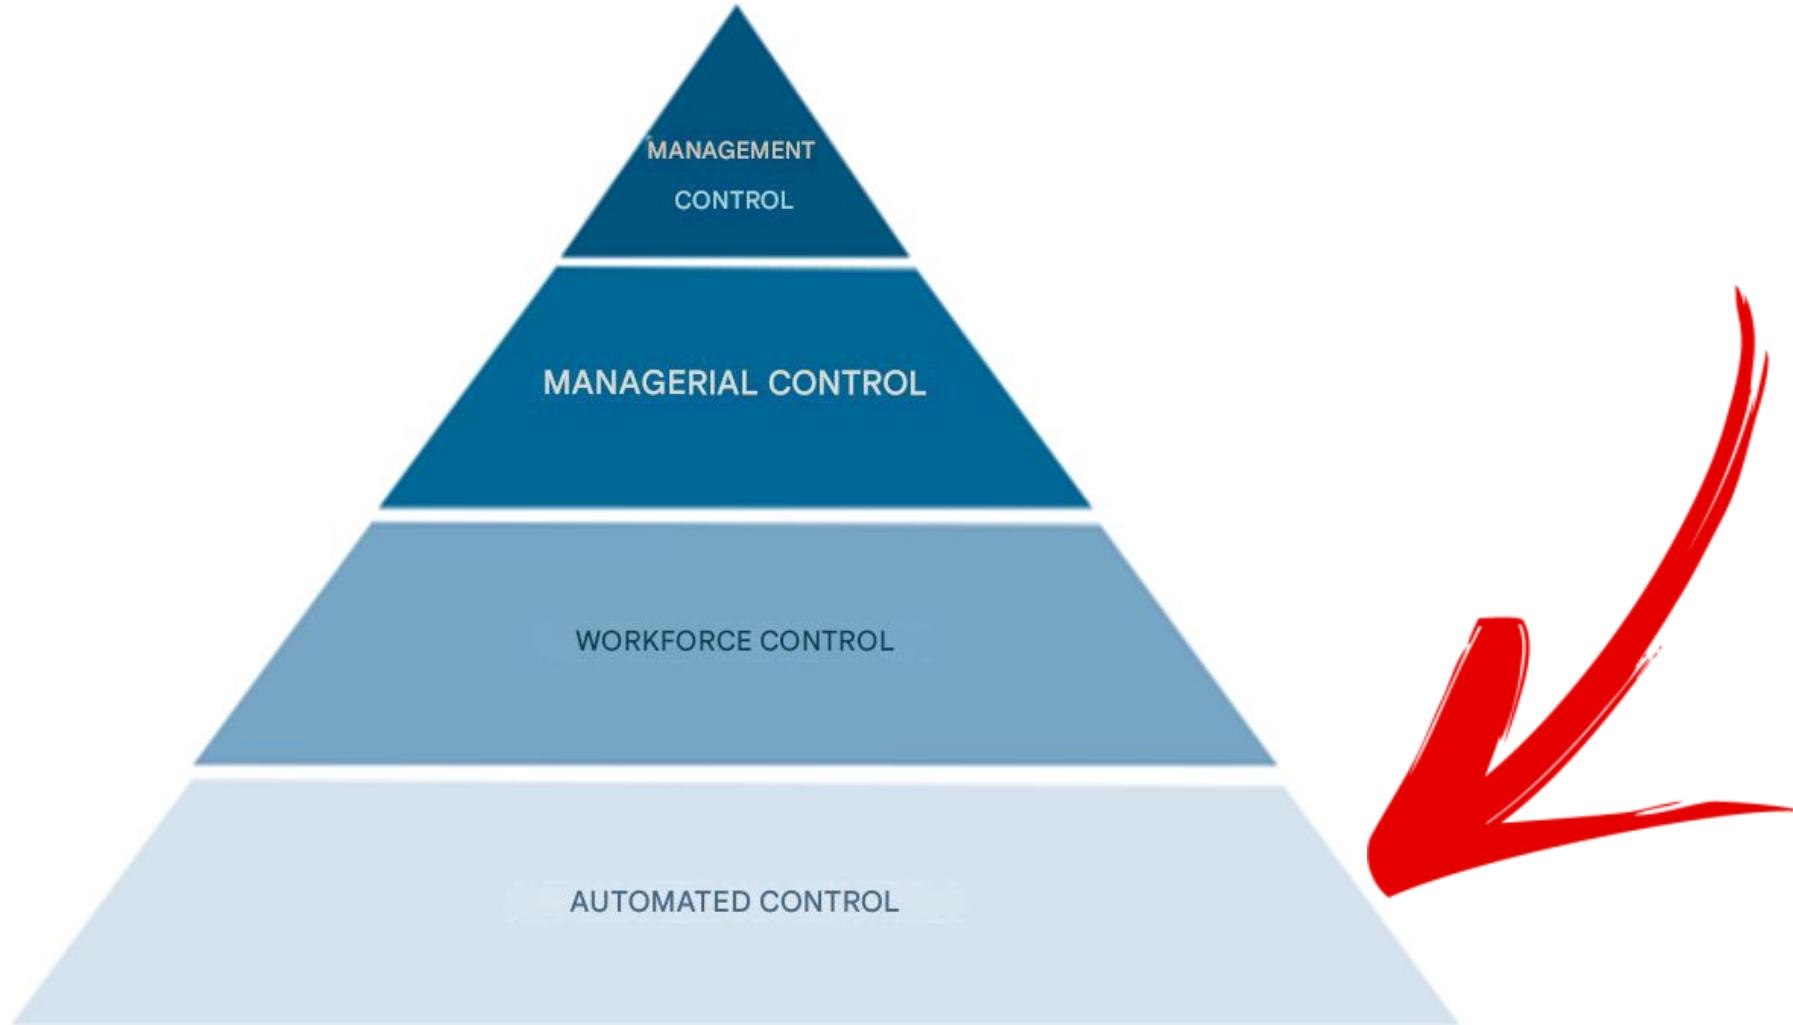 MANAGEMENT
CONTROL
MANAGERIAL CONTROL
WORKFORCE CONTROL
AUTOMATED CONTROL